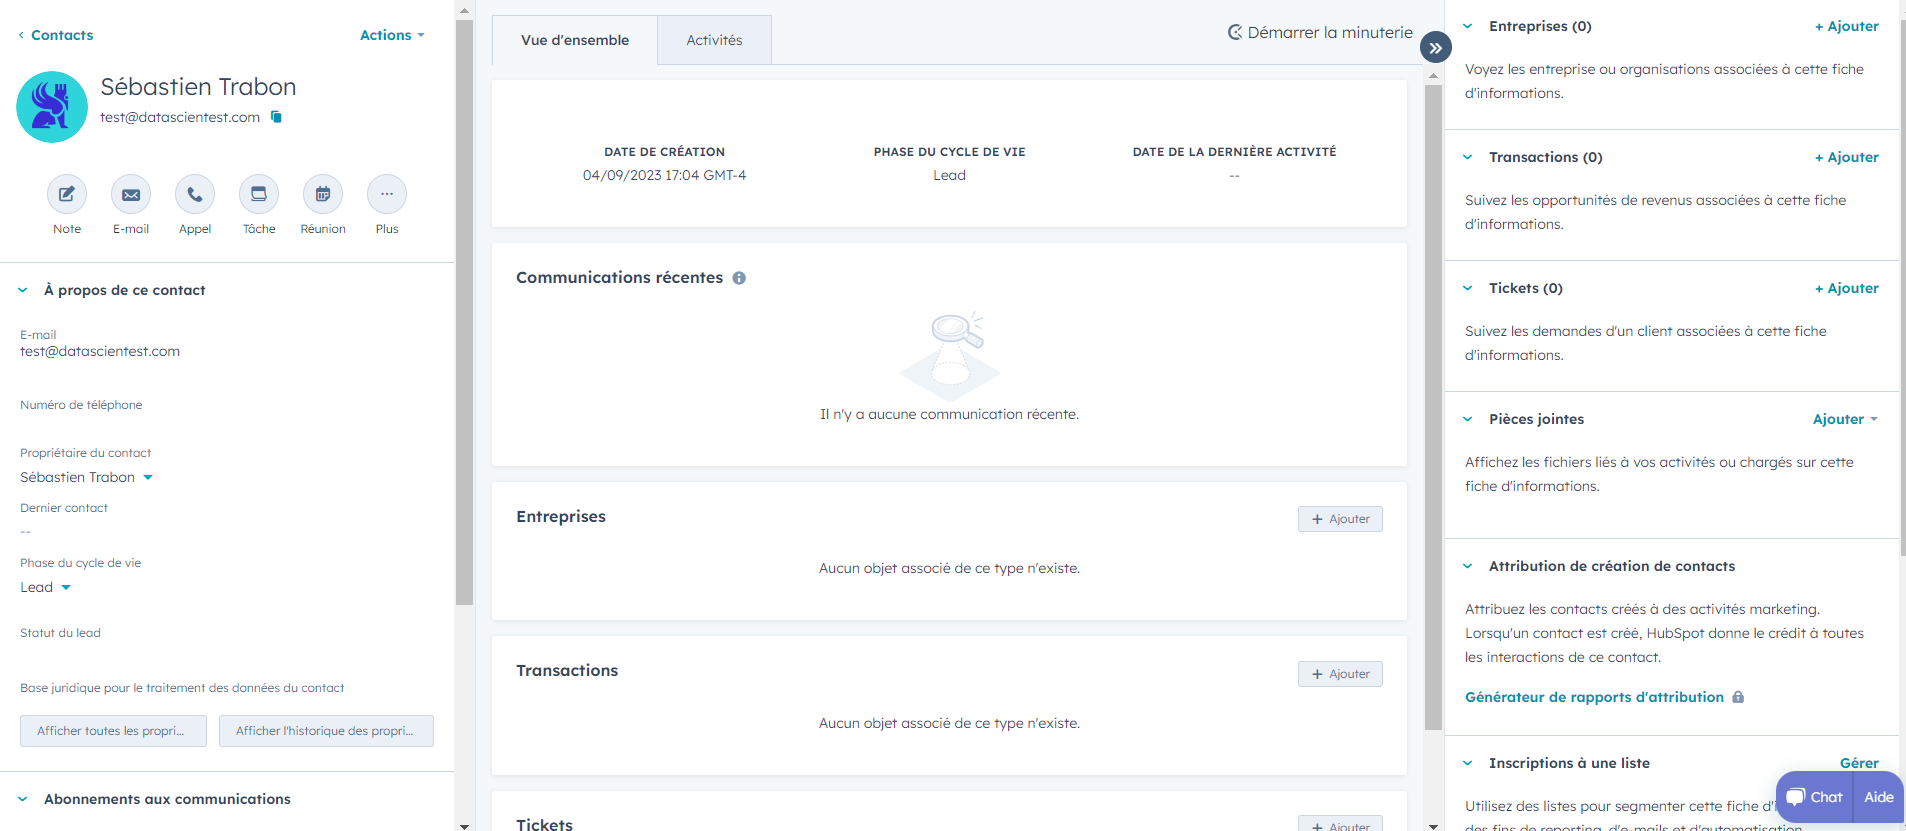 Contacts
Actions
Sébastien Trabon
test@datascientest.com
Note
E-mail
Appel
Tâche
Réunion
Plus
À propos de ce contact
E-mail
test@datascientest.com
Numéro de téléphone
Propriétaire du contact
Sébastien Trabon
Dernier contact
--
Phase du cycle de vie
Lead
Statut du lead
Base juridique pour le traitement des données du contact
Afficher toutes les propri...
Afficher l'historique des propri...
Abonnements aux communications
Vue d'ensemble
Activités
Démarrer la minuterie
DATE DE CRÉATION
04/09/2023 17:04 GMT-4
PHASE DU CYCLE DE VIE
Lead
DATE DE LA DERNIÈRE ACTIVITÉ
--
Communications récentes
Il n'y a aucune communication récente.
Entreprises
+ Ajouter
Aucun objet associé de ce type n'existe.
Transactions
+ Ajouter
Aucun objet associé de ce type n'existe.
Tickets
+ Ajouter
Entreprises (0)
+ Ajouter
Voyez les entreprise ou organisations associées à cette fiche
d'informations.
Transactions (0)
+ Ajouter
Suivez les opportunités de revenus associées à cette fiche
d'informations.
Tickets (0)
+ Ajouter
Suivez les demandes d'un client associées à cette fiche
d'informations.
Pièces jointes
Ajouter
Affichez les fichiers liés à vos activités ou chargés sur cette
fiche d'informations.
Attribution de création de contacts
Attribuez les contacts créés à des activités marketing.
Lorsqu'un contact est créé, HubSpot donne le crédit à toutes
les interactions de ce contact.
Générateur de rapports d'attribution
Inscriptions à une liste
Gérer
Utilisez des listes pour segmenter cette fiche
des fins de reporting, d'e-mails et d'automatisation
Chat
Aide